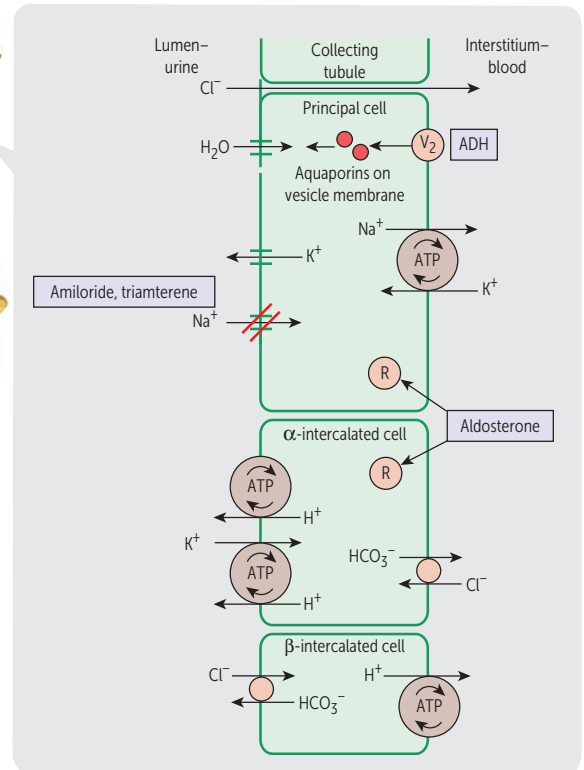 Lumen–
urine
Collecting
tubule
Interstitium–
blood
Cl⁻
Principal cell
H₂O
V₂
ADH
Aquaporins on
vesicle membrane
Na⁺
ATP
K⁺
K⁺
Amiloride, triamterene
Na⁺
R
Aldosterone
α-intercalated cell
R
ATP
H⁺
K⁺
ATP
H⁺
HCO₃⁻
Cl⁻
β-intercalated cell
Cl⁻
HCO₃⁻
H⁺
ATP